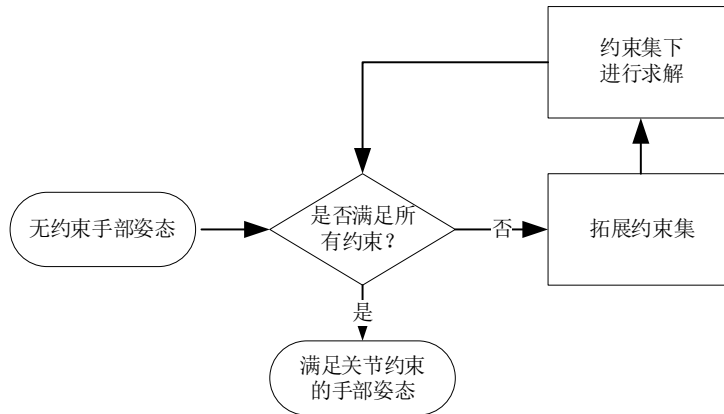 约束集下
进行求解
无约束手部姿态
是否满足所
有约束？
否
拓展约束集
是
满足关节约束
的手部姿态